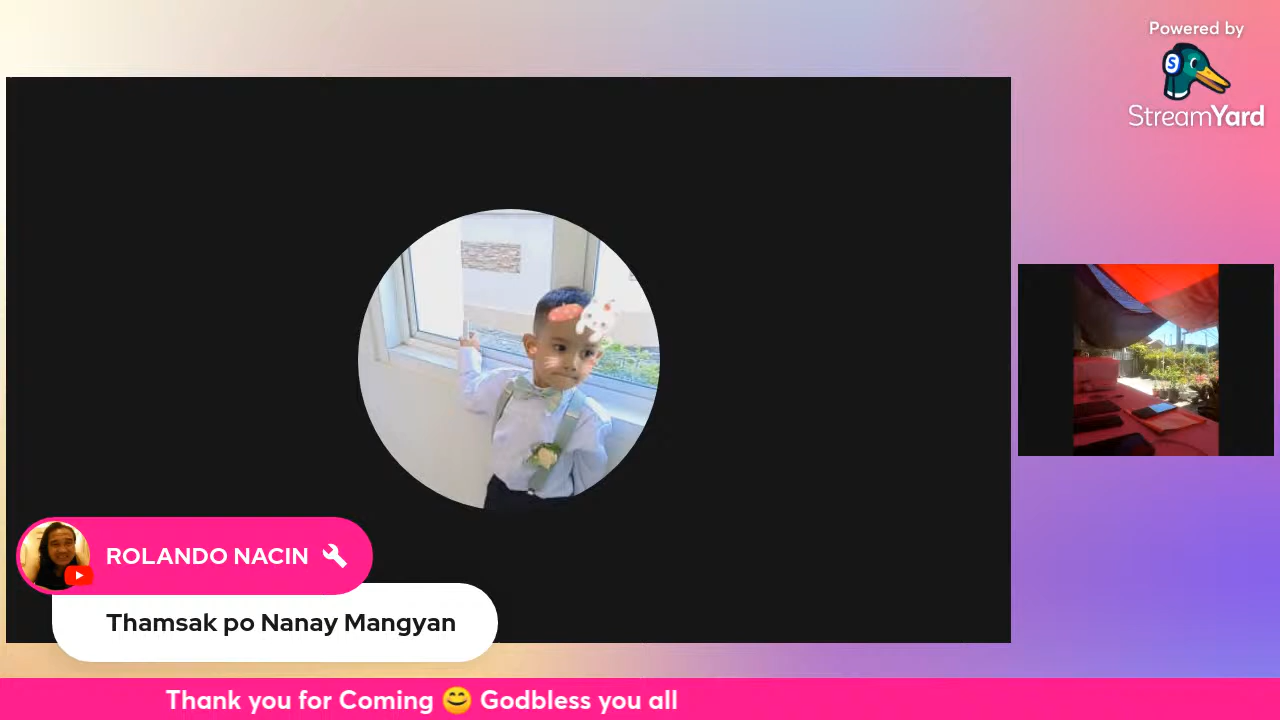 Powered by
StreamYard
ROLANDO NACIN
Thamsak po Nanay Mangyan
Thank you for Coming 😊 Godbless you all